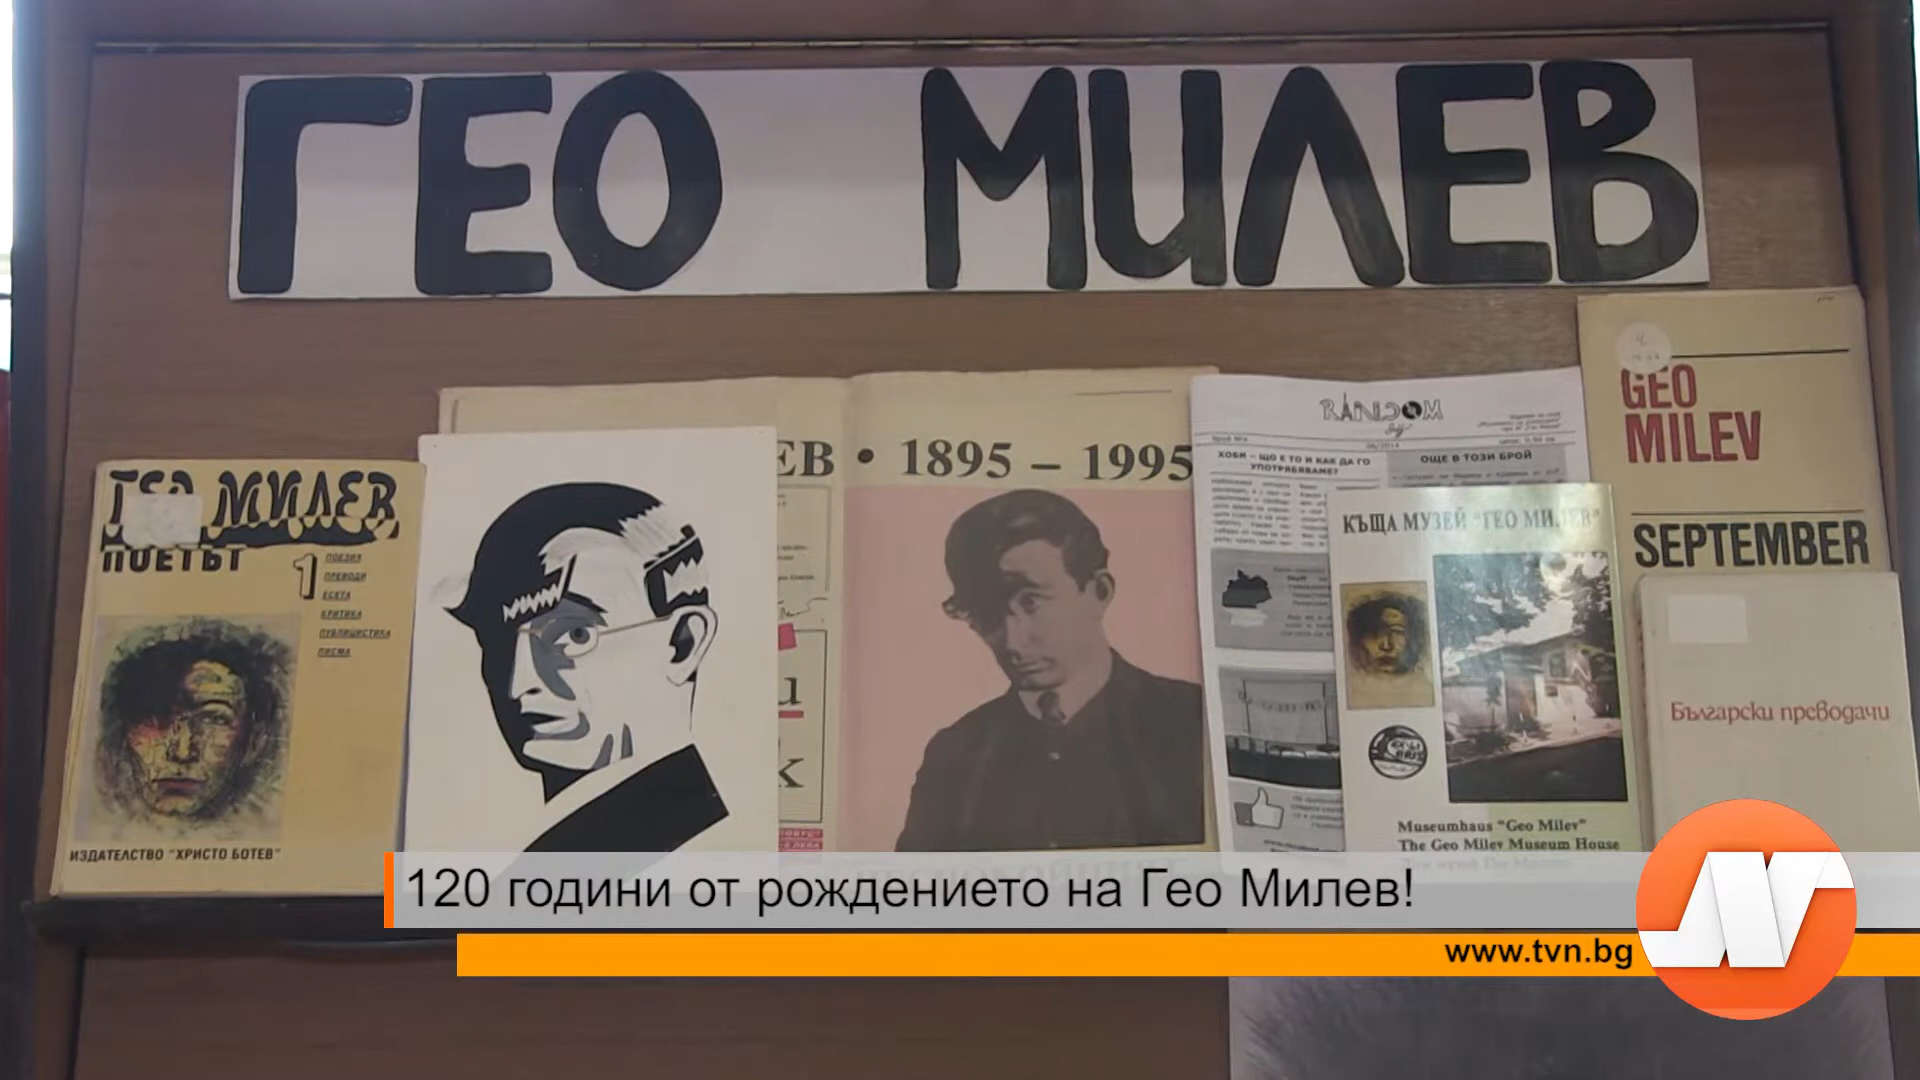 ГЕО МИЛЕВ
ГЕО МИЛЕВ
ПОЕТЪТ
1
ПОЕЗИЯ
ПРЕВОДИ
ЕСЕТА
КРИТИКА
ПУБЛИЦИСТИКА
ПИСМА
ИЗДАТЕЛСТВО "ХРИСТО БОТЕВ"
ЕВ • 1895 – 1995
RANDOM
ХОБИ – ЩО Е ТО И КАК ДА ГО
УПОТРЯБЯВАМЕ?
ОЩЕ В ТОЗИ БРОЙ
КЪЩА МУЗЕЙ "ГЕО МИЛЕВ"
Museumhaus "Geo Milev"
The Geo Milev Museum House
GEO
MILEV
SEPTEMBER
Български преводачи
120 години от рождението на Гео Милев!
www.tvn.bg